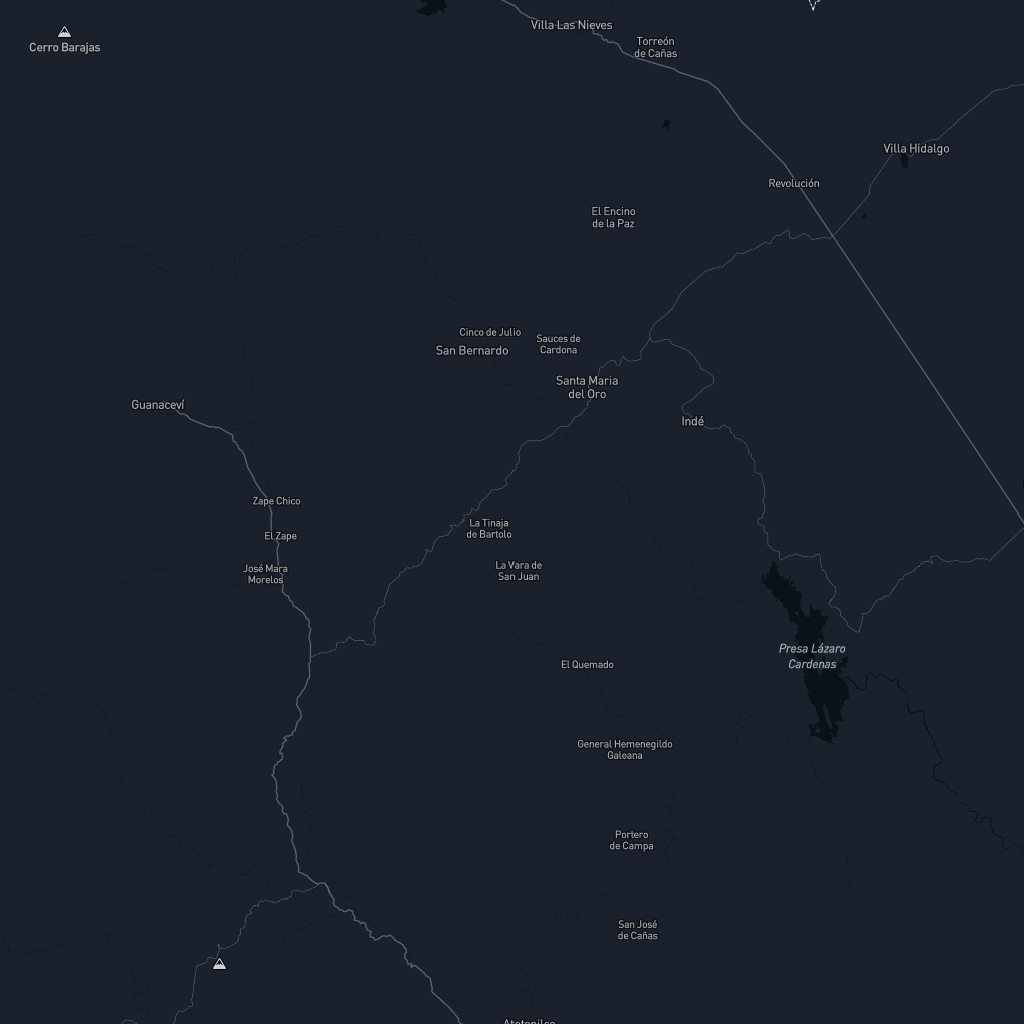 Villa Las Nieves
Torreón
de Cañas
Cerro Barajas
Villa Hidalgo
Revolución
El Encino
de la Paz
Cinco de Julio
Sauces de
Cardona
San Bernardo
Santa Maria
del Oro
Guanaceví
Indé
Zape Chico
La Tinaja
de Bartolo
El Zape
José Mara
Morelos
La Vara de
San Juan
Presa Lázaro
Cardenas
El Quemado
General Hemenegildo
Galeana
Portero
de Campa
San José
de Cañas